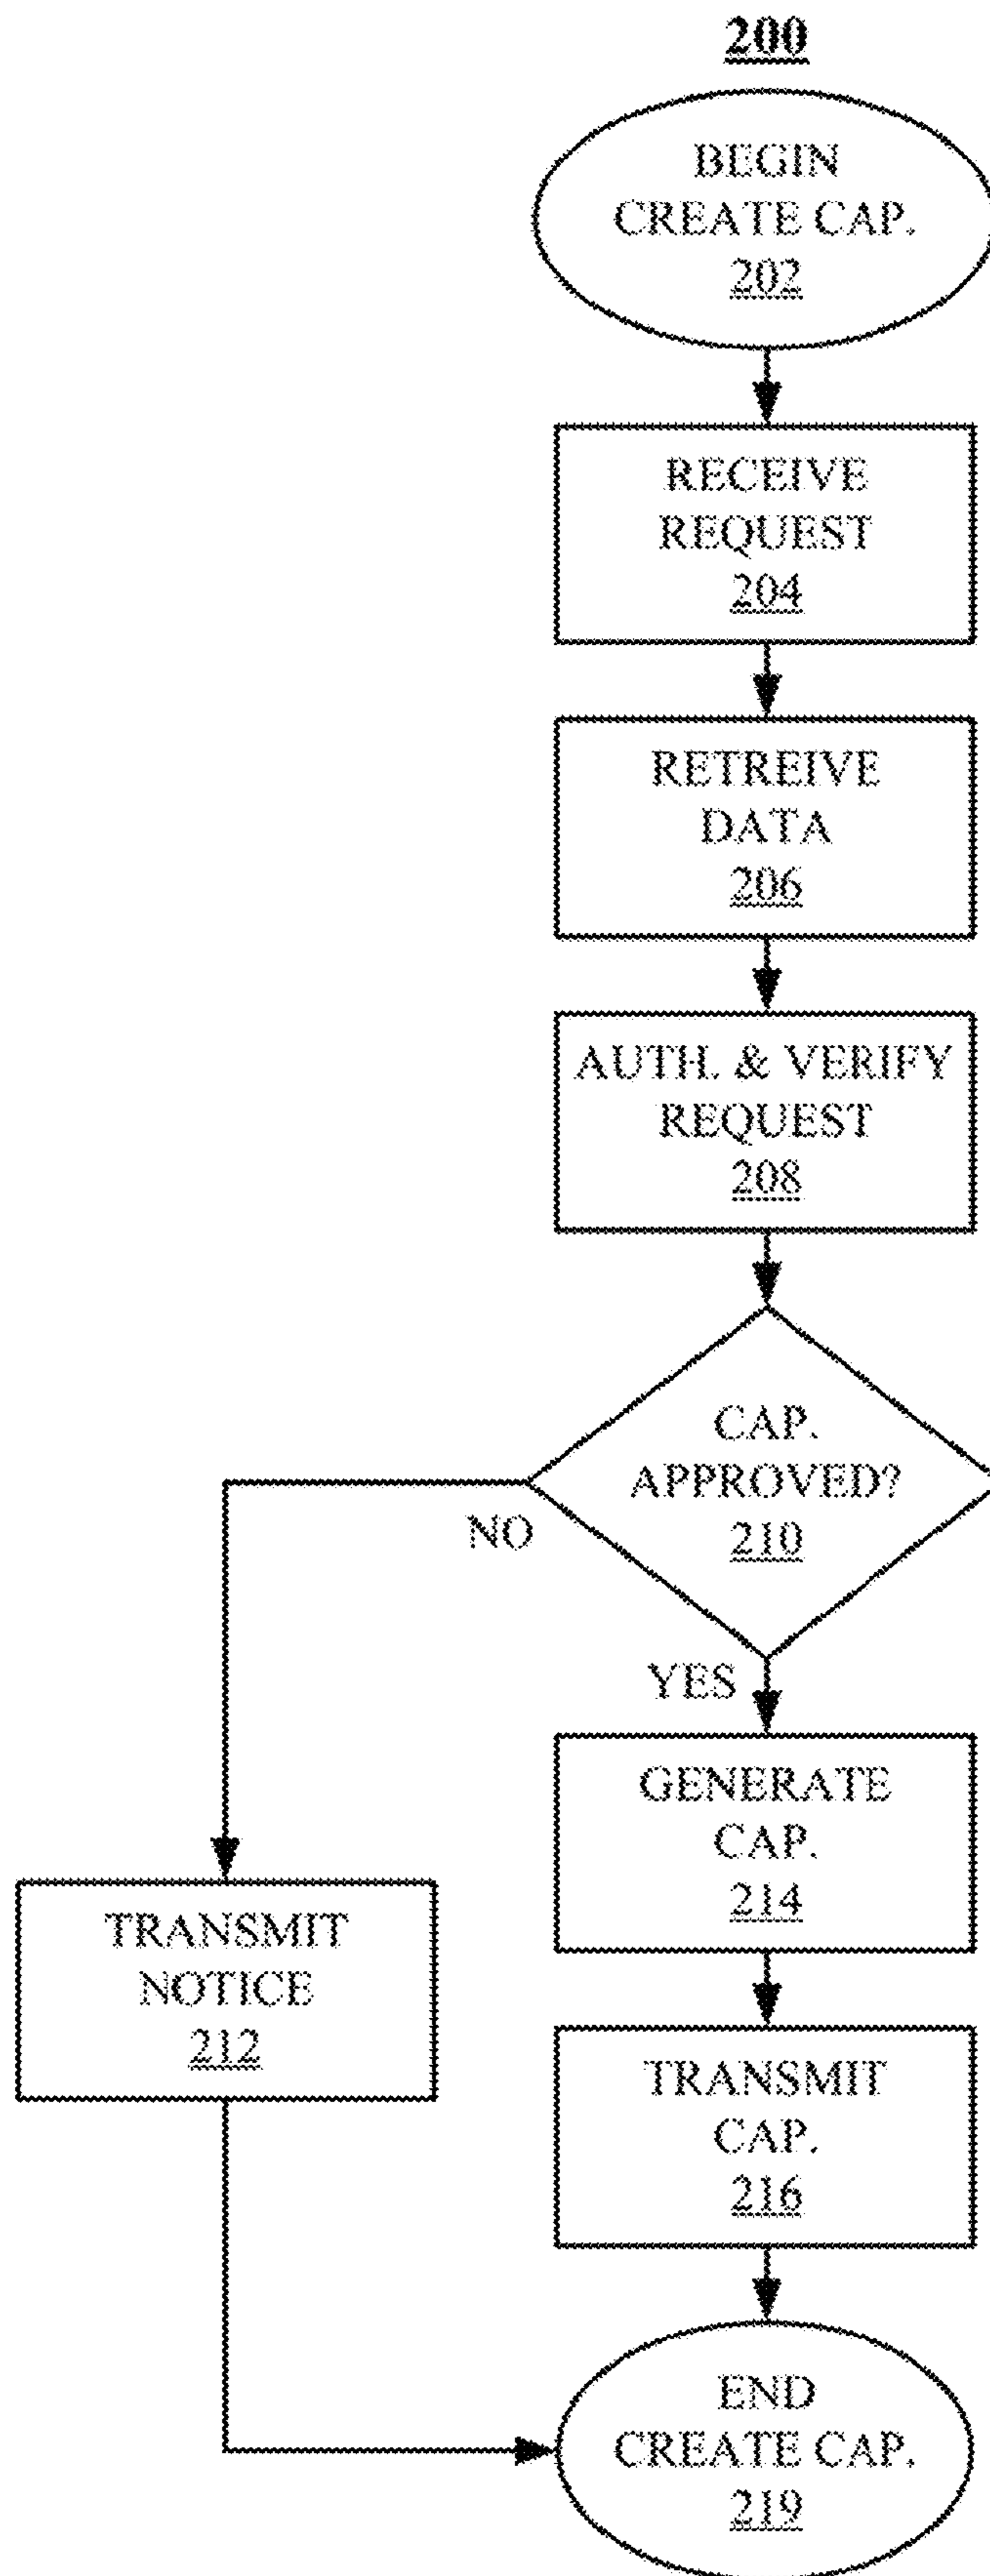 200
BEGIN
CREATE CAP.
202
RECEIVE
REQUEST
204
RETREIVE
DATA
206
AUTH. & VERIFY
REQUEST
208
CAP.
APPROVED?
210
NO
YES
GENERATE
CAP.
214
TRANSMIT
NOTICE
212
TRANSMIT
CAP.
216
END
CREATE CAP.
219